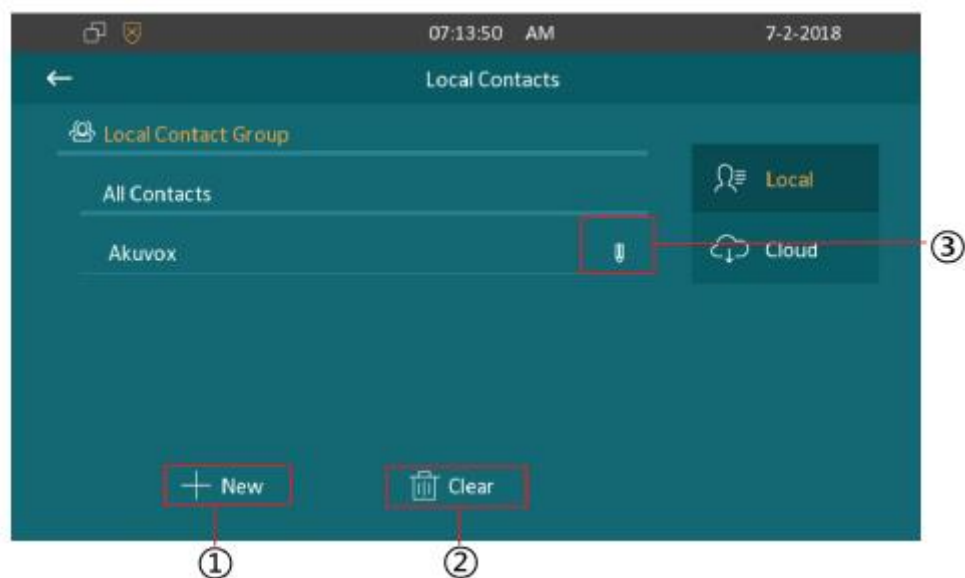 07:13:50 AM 7-2-2018
Local Contacts
Local Contact Group
All Contacts
Akuvox
Local
Cloud
③
New
Clear
①
②